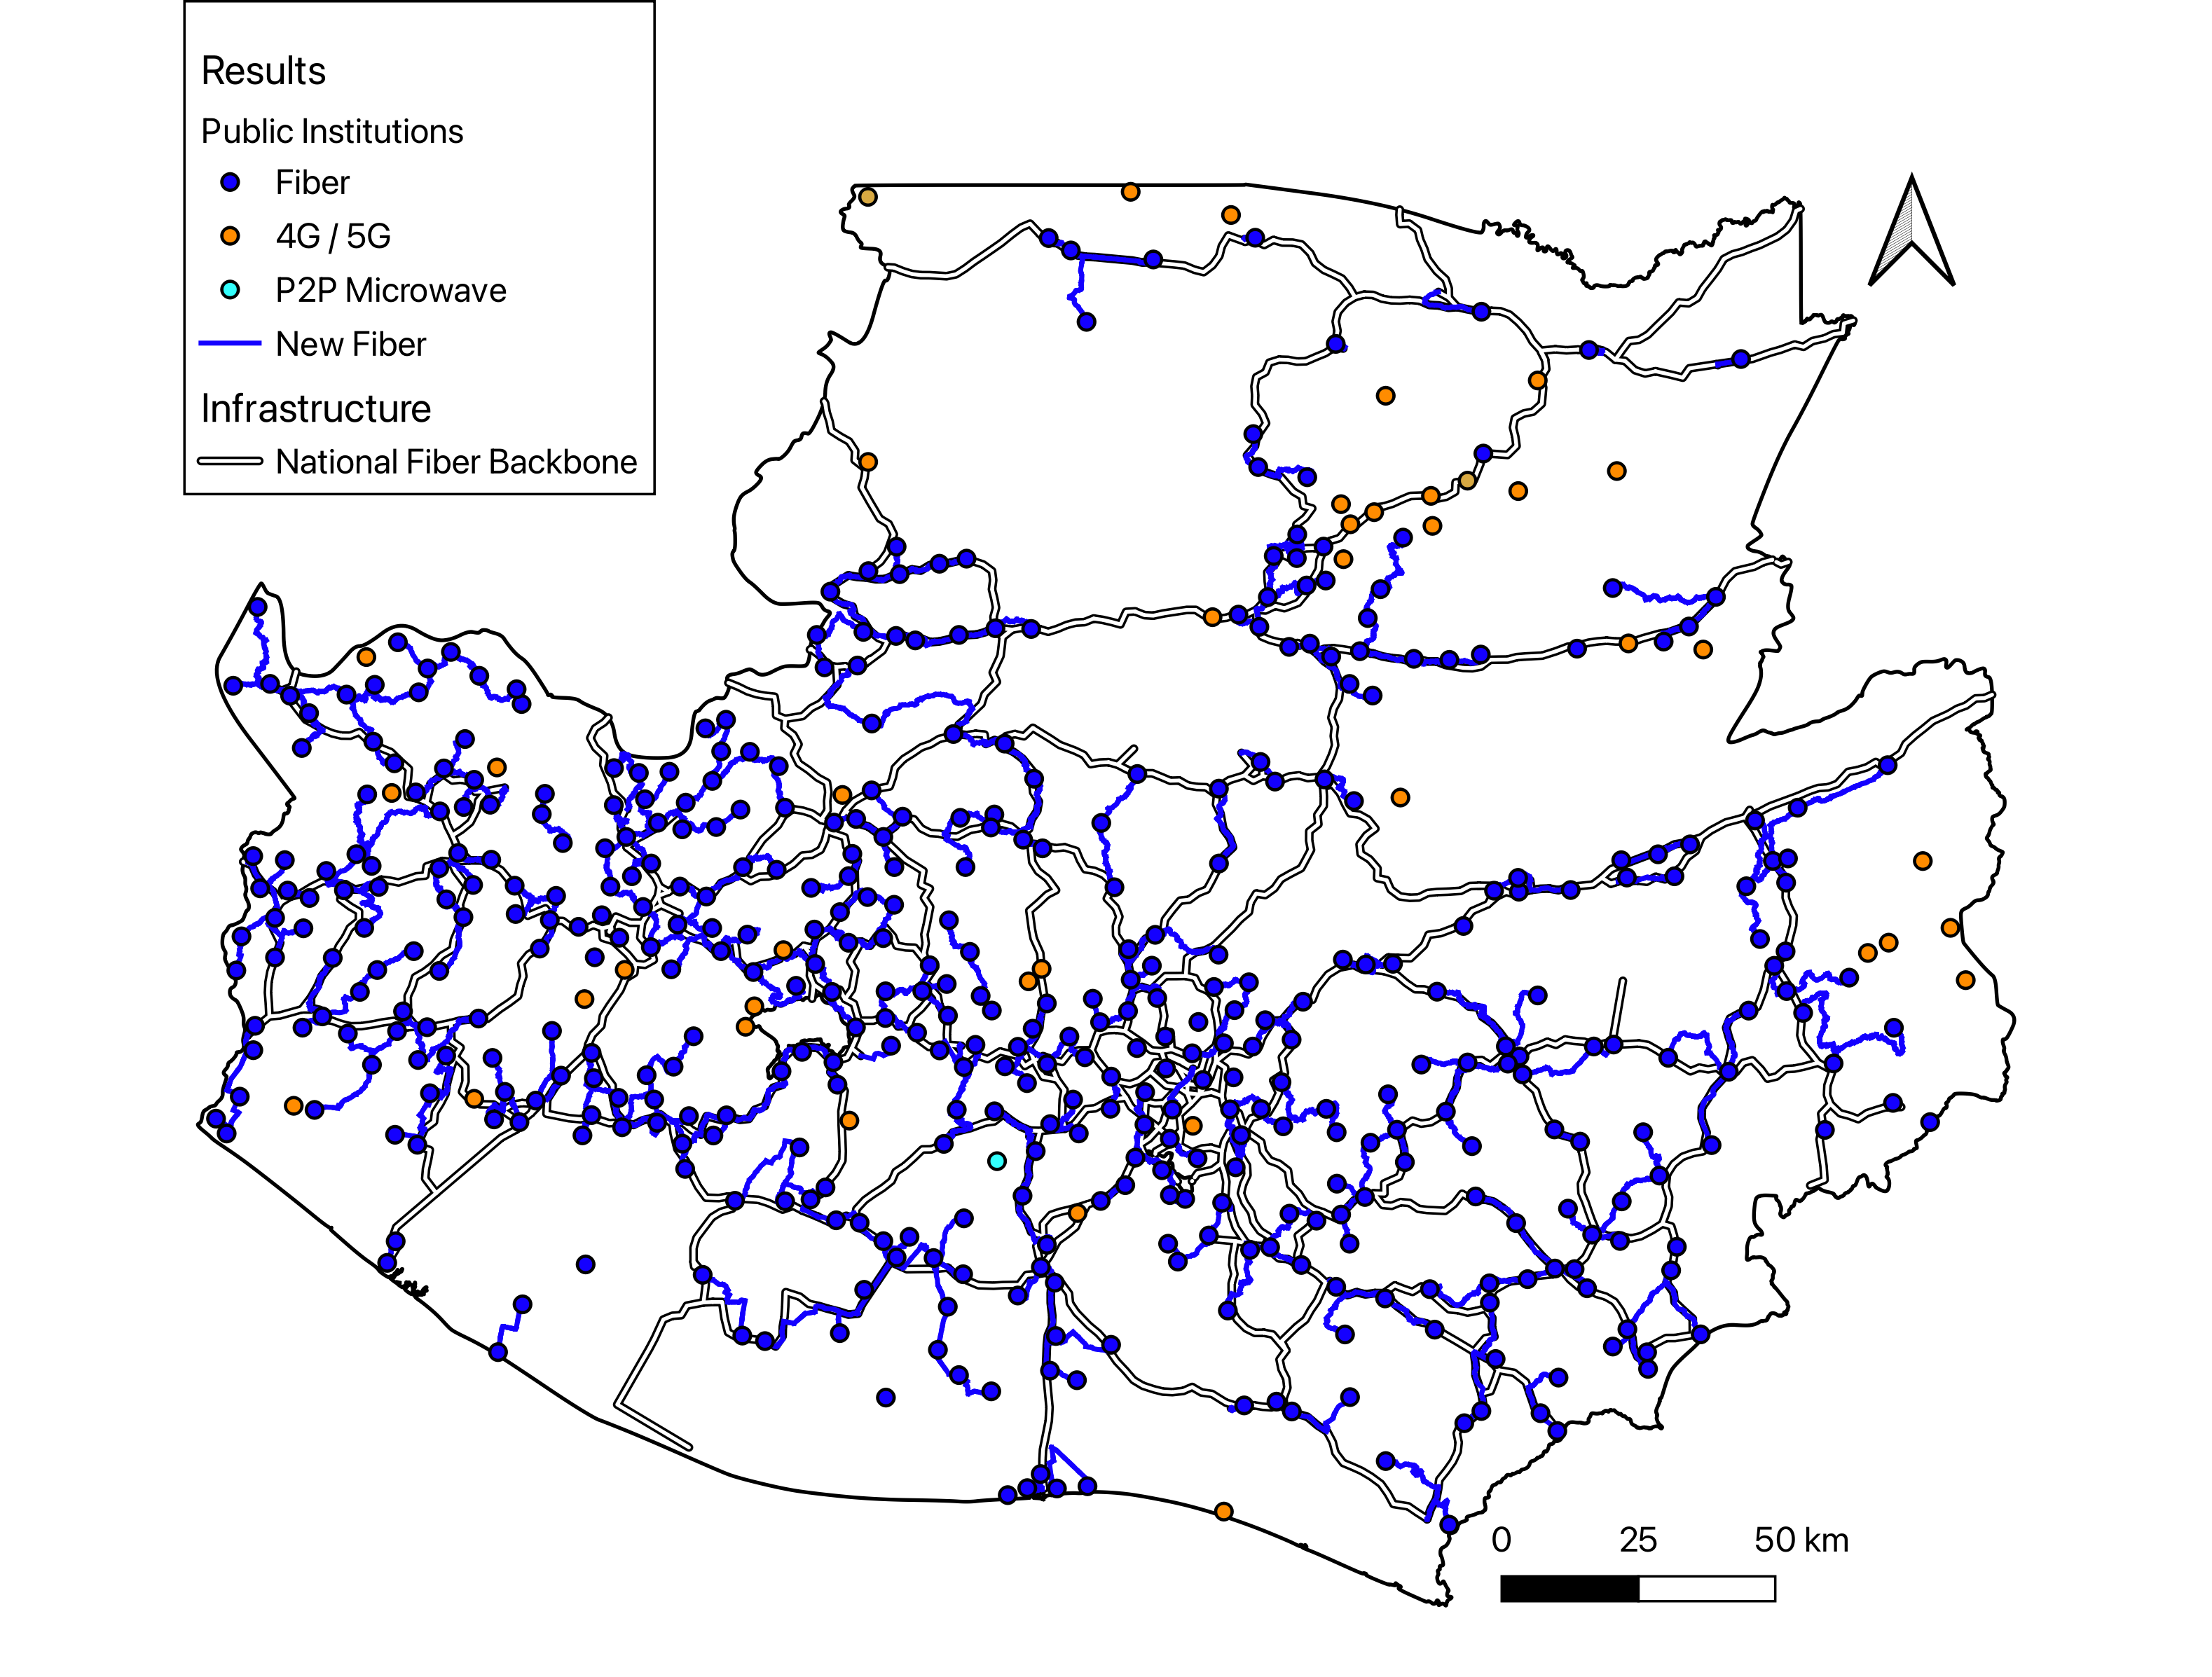 Results
Public Institutions
Fiber
4G / 5G
P2P Microwave
New Fiber
Infrastructure
National Fiber Backbone
0 25 50 km